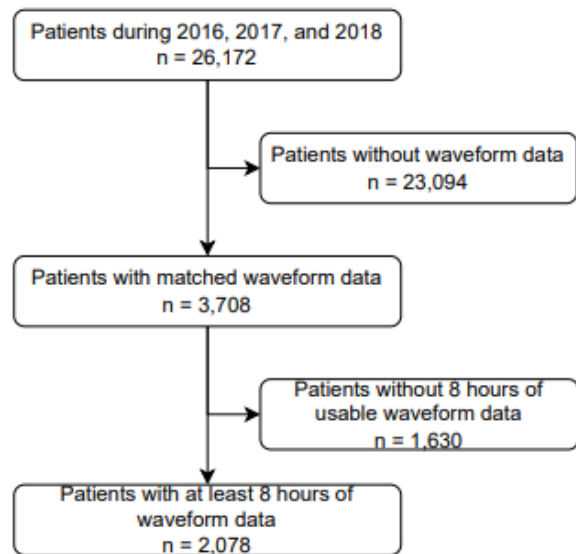 Patients during 2016, 2017, and 2018
n = 26,172
Patients without waveform data
n = 23,094
Patients with matched waveform data
n = 3,708
Patients without 8 hours of
usable waveform data
n = 1,630
Patients with at least 8 hours of
waveform data
n = 2,078